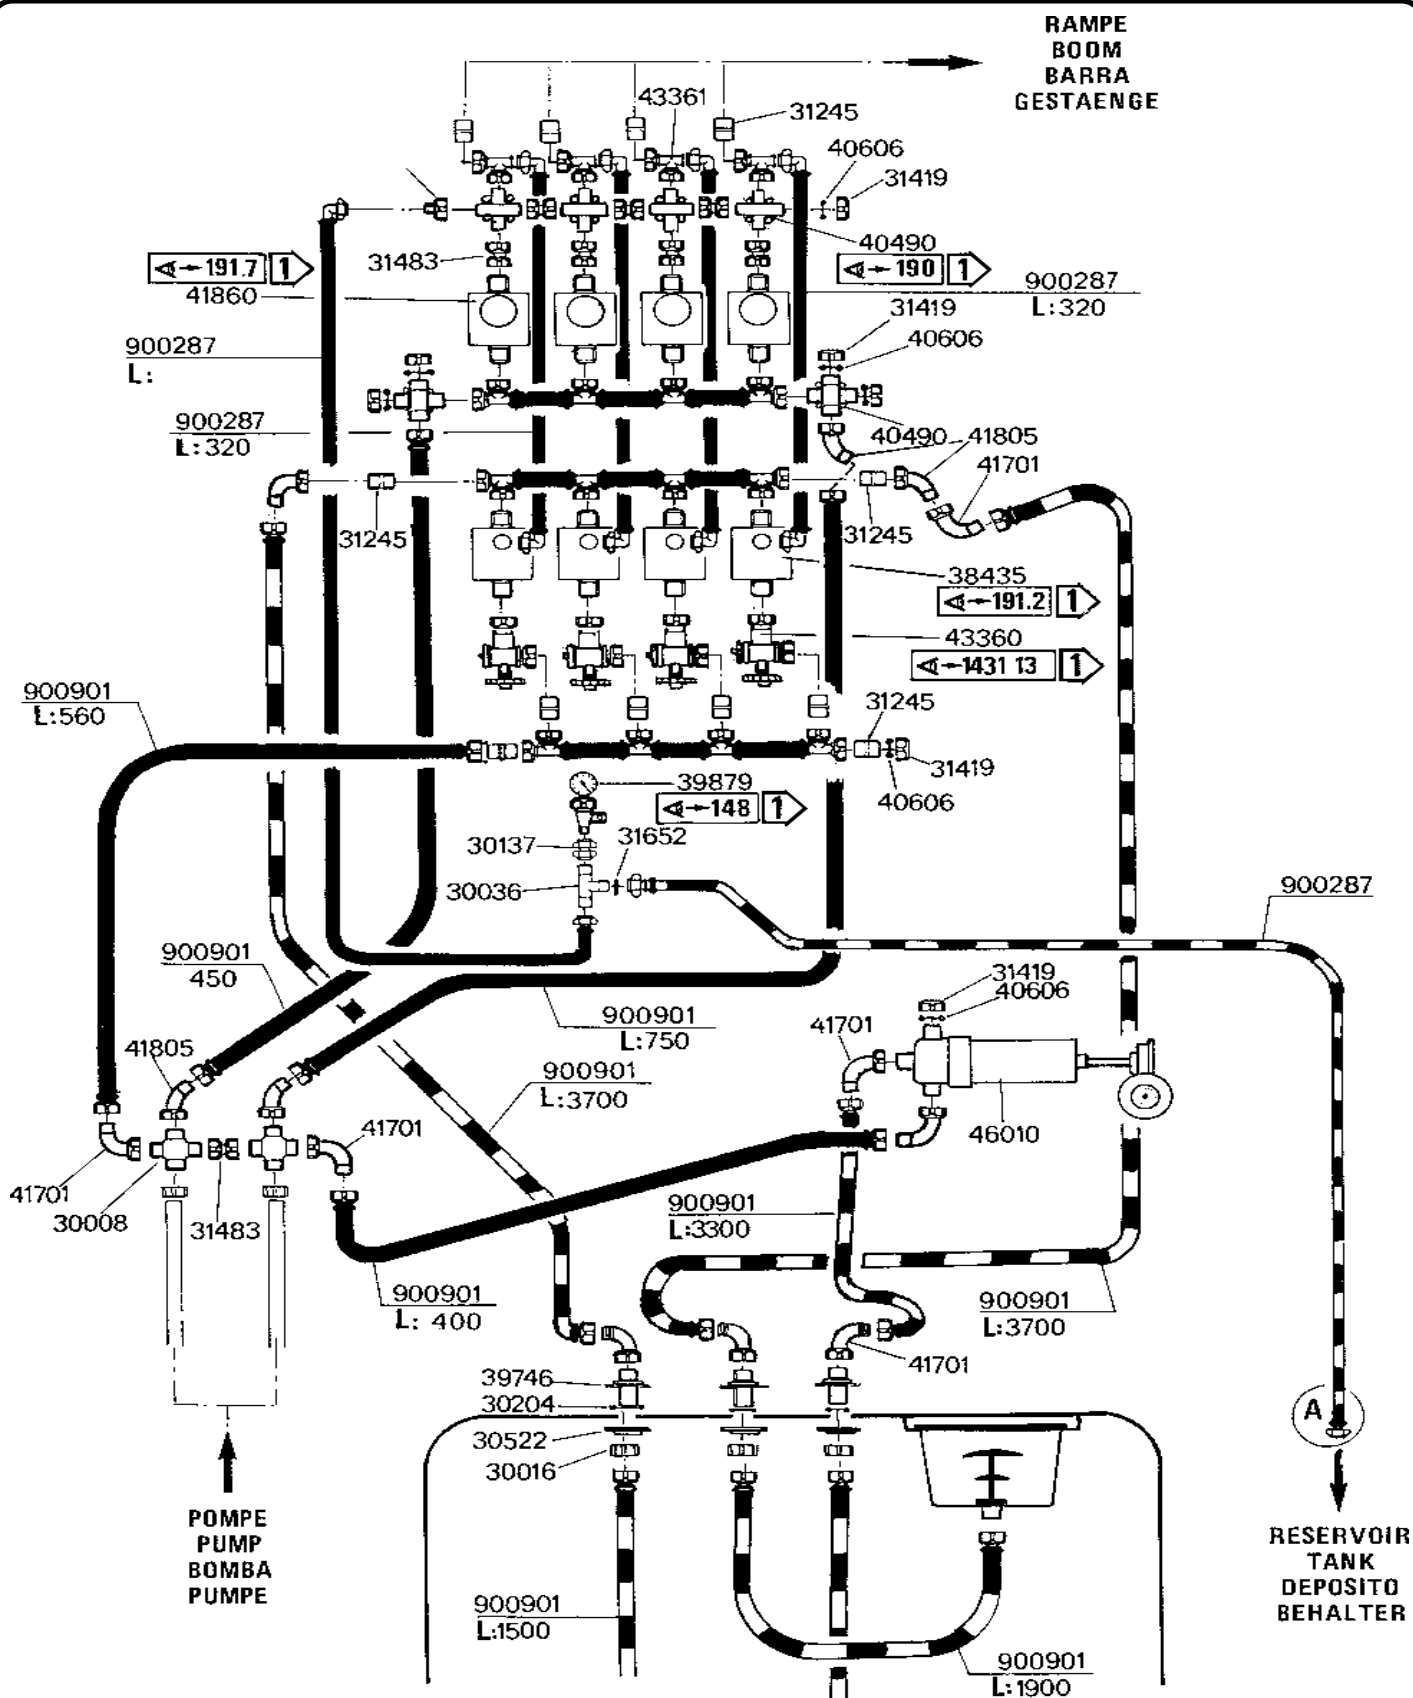 RAMPE
BOOM
BARRA
GESTAENGE
43361
31245
40606
31419
31483
40490
191.7 1
190 1
41860
900287
L:320
31419
900287
L:
40606
900287
L:320
40490
41805
41701
31245
31245
38435
191.2 1
43360
1431 13 1
900901
L:560
31245
31419
39879
40606
148 1
30137
31652
30036
900287
900901
450
31419
40606
900901
L:750
41701
41805
900901
L:3700
41701
46010
41701
30008
31483
900901
L:3300
900901
L: 400
900901
L:3700
41701
39746
30204
A
30522
30016
POMPE
PUMP
BOMBA
PUMPE
RESERVOIR
TANK
DEPOSITO
BEHALTER
900901
L:1500
900901
L:1900